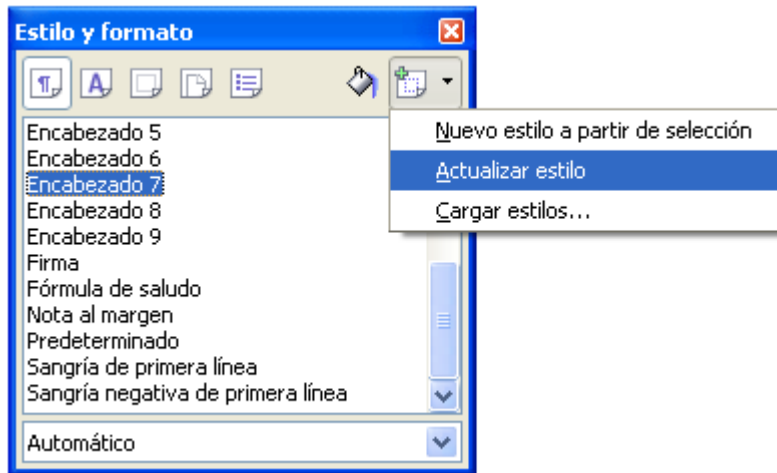 Estilo y formato
Nuevo estilo a partir de selección
Actualizar estilo
Cargar estilos...
Encabezado 5
Encabezado 6
Encabezado 7
Encabezado 8
Encabezado 9
Firma
Fórmula de saludo
Nota al margen
Predeterminado
Sangría de primera línea
Sangría negativa de primera línea
Automático